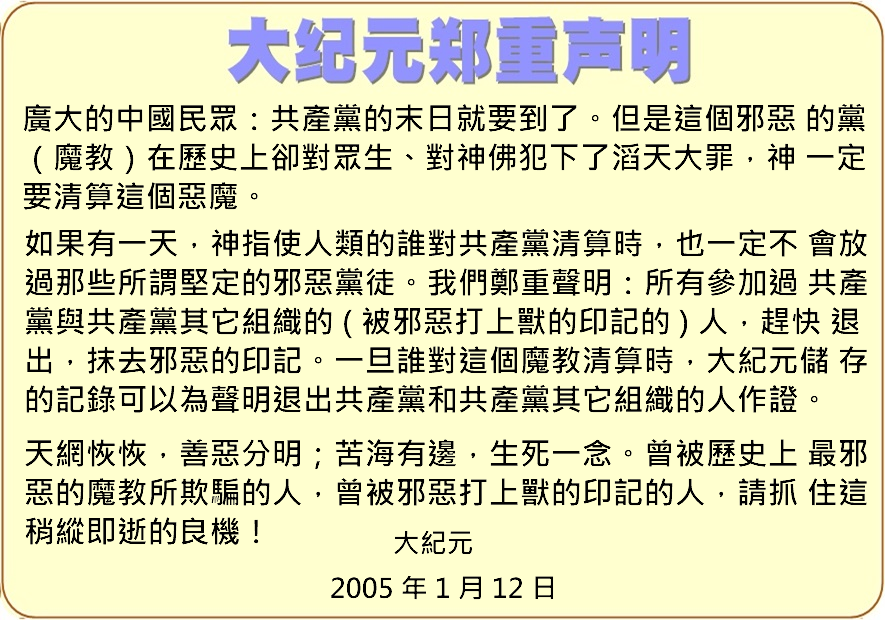 大纪元郑重声明
廣大的中國民眾：共產黨的末日就要到了。但是這個邪惡 的黨
（魔教）在歷史上卻對眾生、對神佛犯下了滔天大罪，神 一定
要清算這個惡魔。
如果有一天，神指使人類的誰對共產黨清算時，也一定不 會放
過那些所謂堅定的邪惡黨徒。我們鄭重聲明：所有參加過 共產
黨與共產黨其它組織的（被邪惡打上獸的印記的）人，趕快 退
出，抹去邪惡的印記。一旦誰對這個魔教清算時，大紀元儲 存
的記錄可以為聲明退出共產黨和共產黨其它組織的人作證。
天網恢恢，善惡分明；苦海有邊，生死一念。曾被歷史上 最邪
惡的魔教所欺騙的人，曾被邪惡打上獸的印記的人，請抓 住這
稍縱即逝的良機！
大紀元
2005 年 1 月 12 日